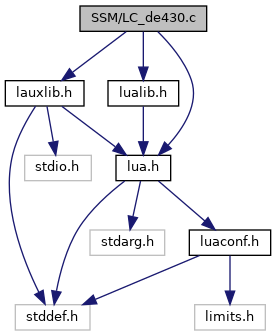 SSM/LC_de430.c
lauxlib.h
lualib.h
stdio.h
lua.h
stdarg.h
luaconf.h
stddef.h
limits.h